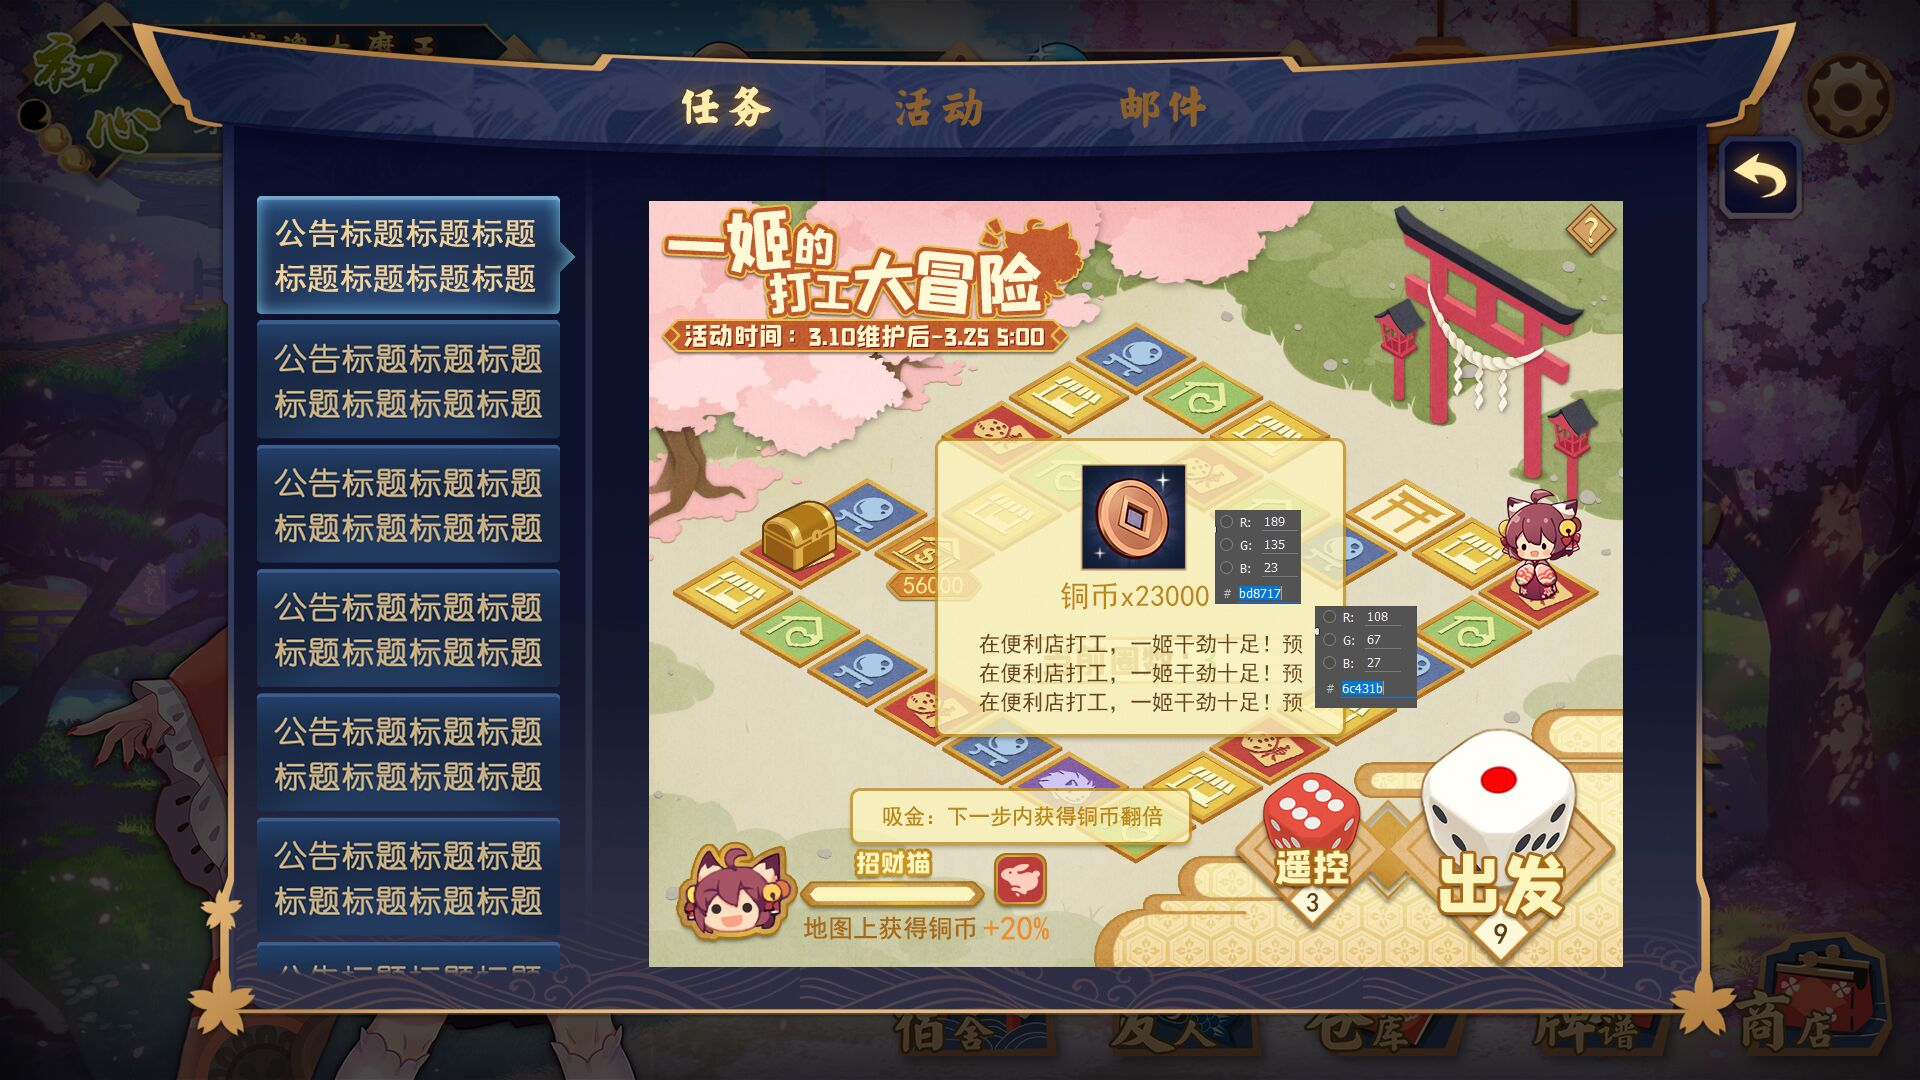 初心
任务
活动
邮件
公告标题标题标题
标题标题标题标题
公告标题标题标题
标题标题标题标题
公告标题标题标题
标题标题标题标题
公告标题标题标题
标题标题标题标题
公告标题标题标题
标题标题标题标题
公告标题标题标题
标题标题标题标题
一姬的
打工大冒险
活动时间：3.10维护后-3.25 5:00
?
56000
铜币x23000
R: 189
G: 135
B: 23
# bd8717
在便利店打工，一姬干劲十足！预
在便利店打工，一姬干劲十足！预
在便利店打工，一姬干劲十足！预
R: 108
G: 67
B: 27
# 6c431b
吸金：下一步内获得铜币翻倍
招财猫
地图上获得铜币 +20%
遥控
3
出发
9
宿舍
友人
仓库
牌谱
商店